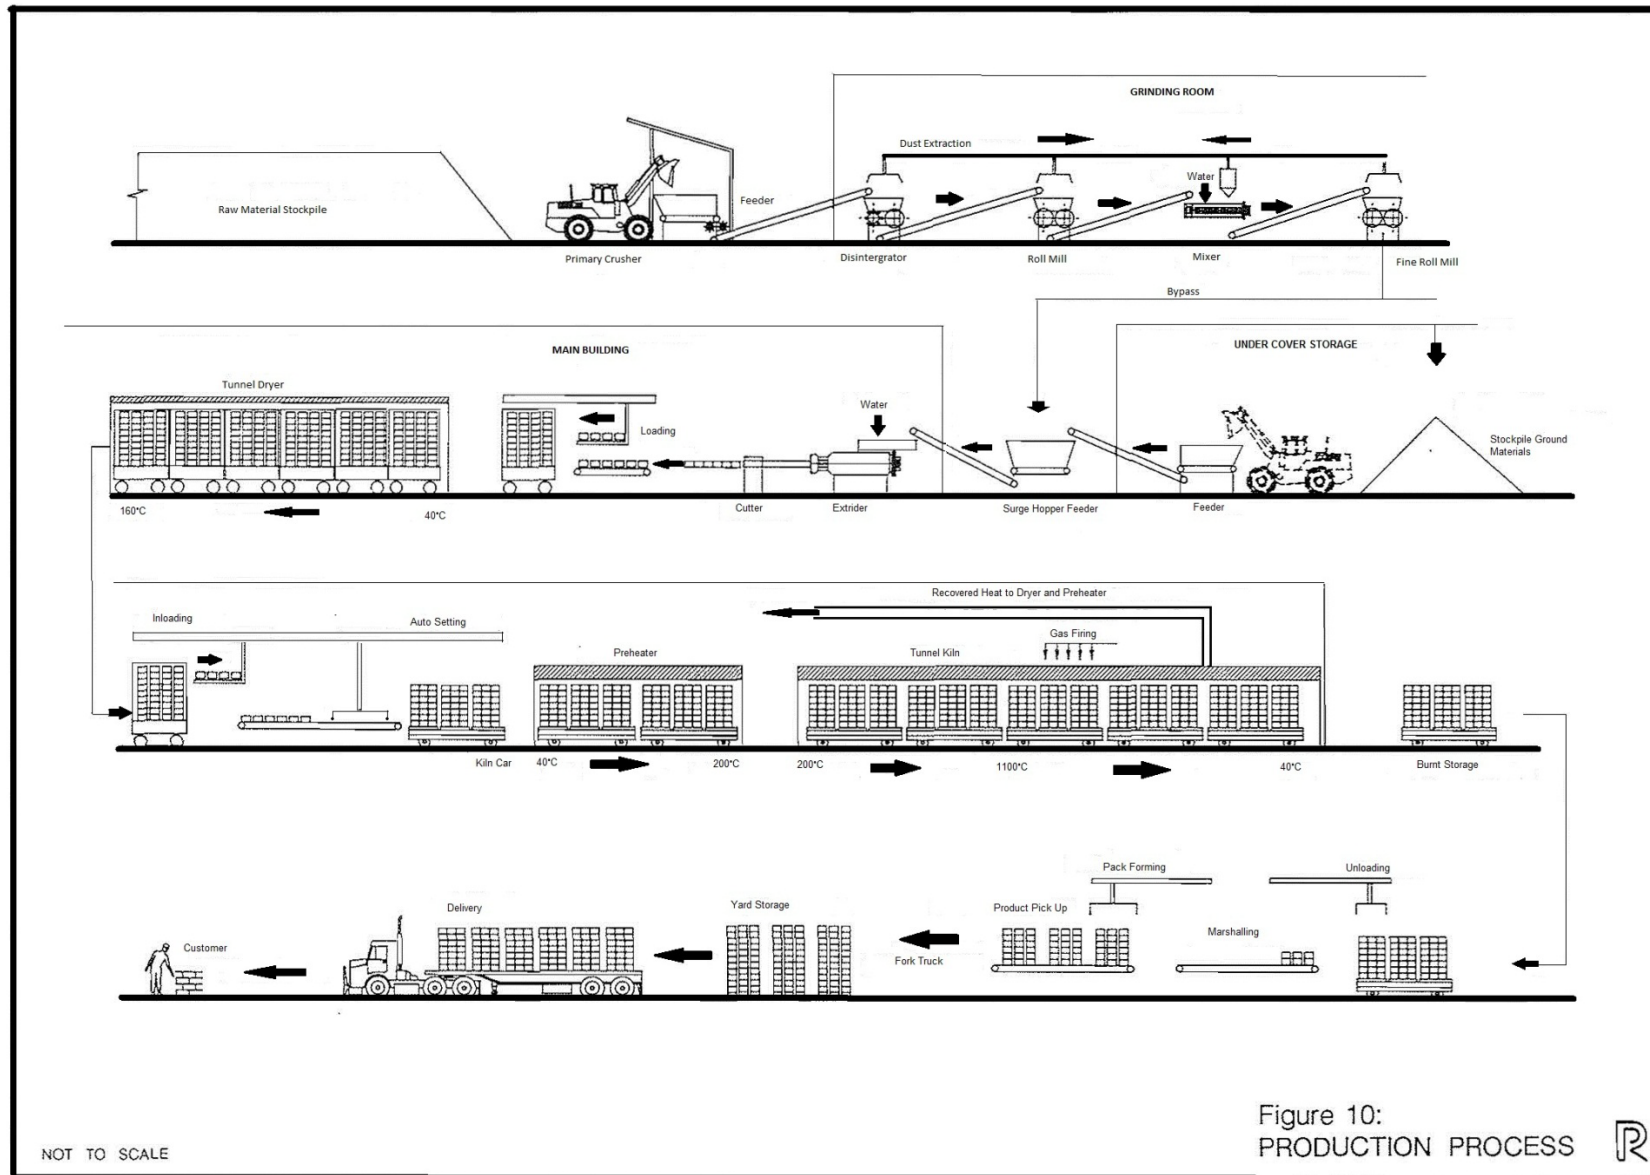 GRINDING ROOM
Dust Extraction
Water
Raw Material Stockpile
Feeder
Primary Crusher
Disintergrator
Roll Mill
Mixer
Fine Roll Mill
Bypass
MAIN BUILDING
UNDER COVER STORAGE
Tunnel Dryer
Water
Loading
Stockpile Ground
Materials
160°C
40°C
Cutter
Extrider
Surge Hopper Feeder
Feeder
Recovered Heat to Dryer and Preheater
Inloading
Auto Setting
Gas Firing
Preheater
Tunnel Kiln
Kiln Car
40°C
200°C
200°C
1100°C
40°C
Burnt Storage
Pack Forming
Unloading
Delivery
Yard Storage
Product Pick Up
Marshalling
Customer
Fork Truck
Figure 10:
PRODUCTION PROCESS
R
NOT TO SCALE